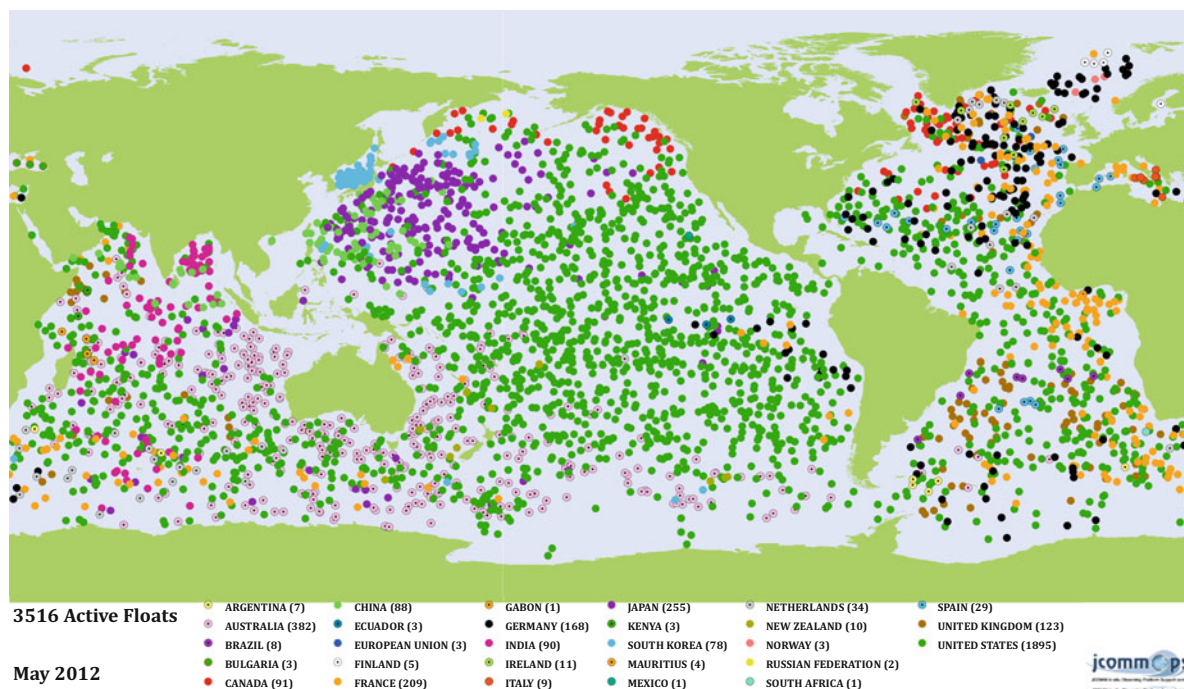 3516 Active Floats
May 2012
ARGENTINA (7)
AUSTRALIA (382)
BRAZIL (8)
BULGARIA (3)
CANADA (91)
CHINA (88)
ECUADOR (3)
EUROPEAN UNION (3)
FINLAND (5)
FRANCE (209)
GABON (1)
GERMANY (168)
INDIA (90)
IRELAND (11)
ITALY (9)
JAPAN (255)
KENYA (3)
SOUTH KOREA (78)
MAURITIUS (4)
MEXICO (1)
NETHERLANDS (34)
NEW ZEALAND (10)
NORWAY (3)
RUSSIAN FEDERATION (2)
SOUTH AFRICA (1)
SPAIN (29)
UNITED KINGDOM (123)
UNITED STATES (1895)
jcommops